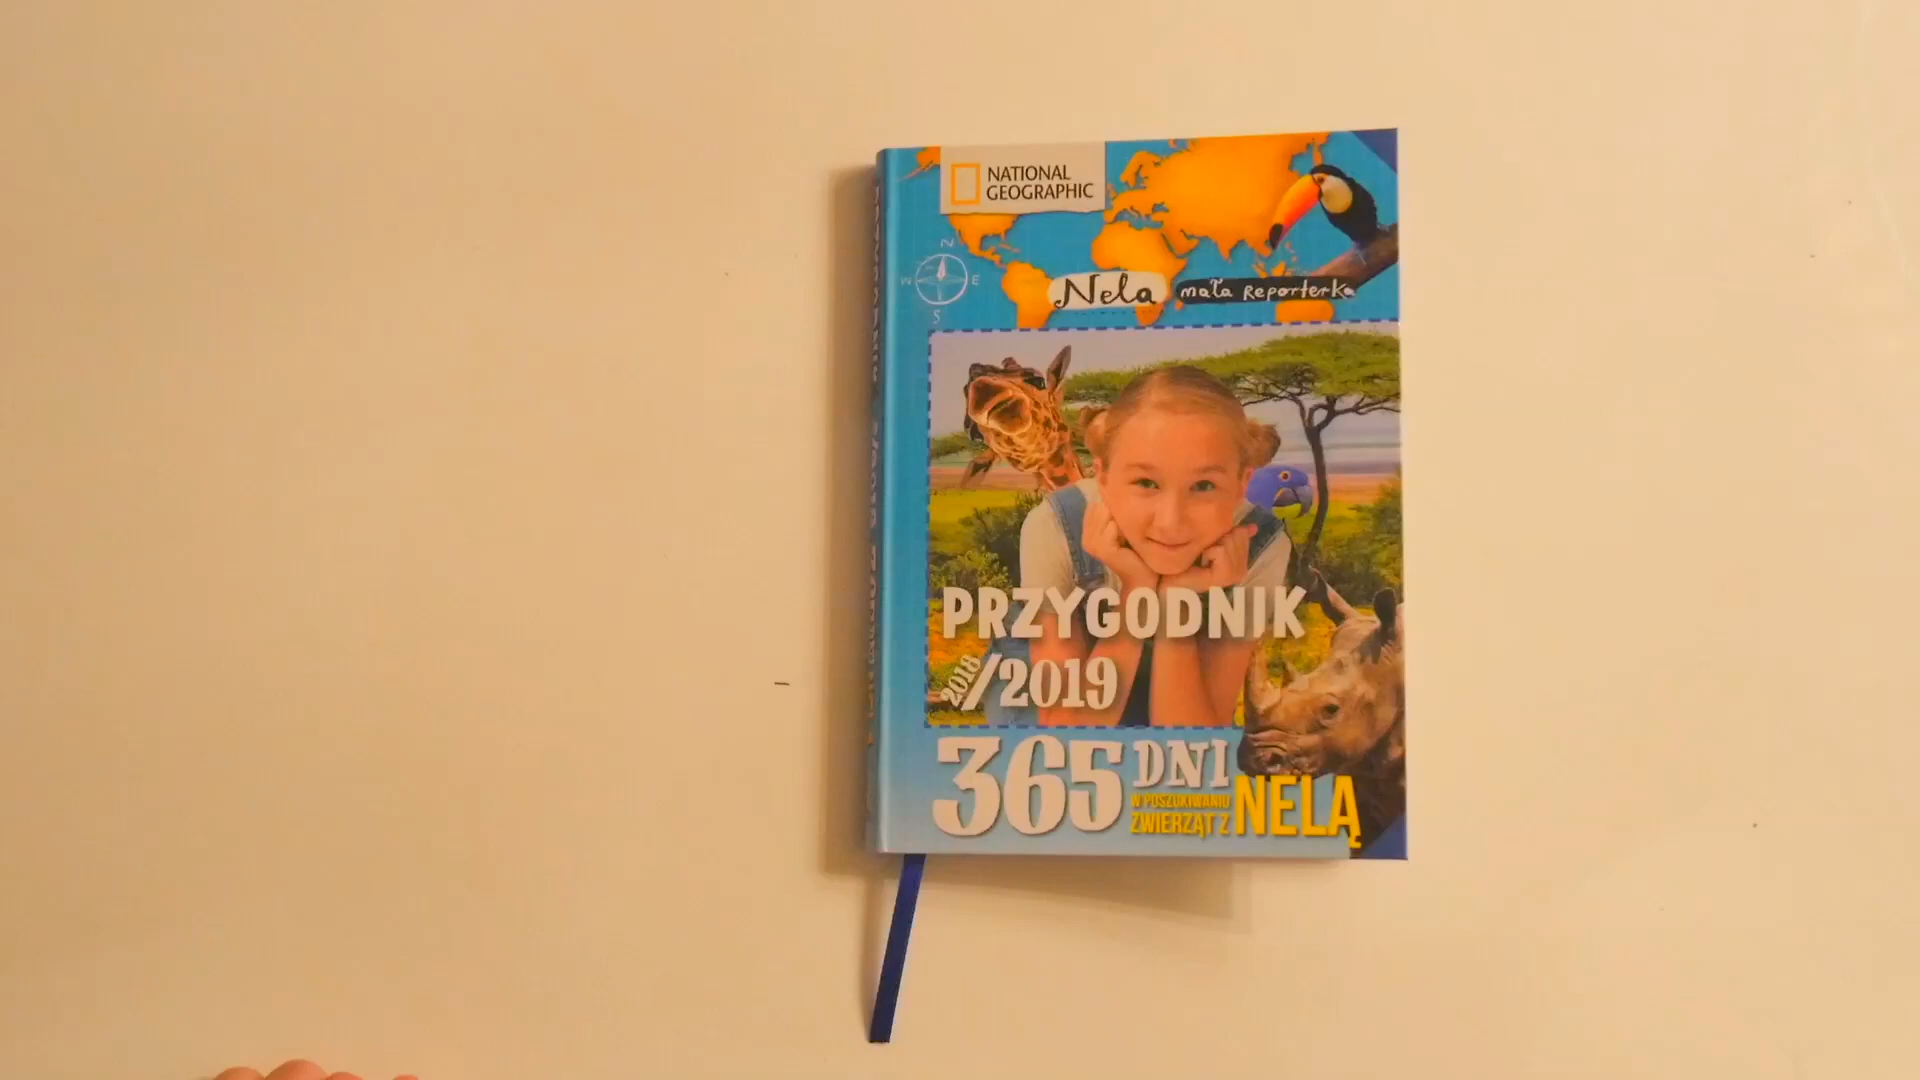 NATIONAL
GEOGRAPHIC
N
W E
S
Nela mała Reporterka
PRZYGODNIK
2018/2019
365 DNI
W POSZUKIWANIU
ZWIERZĄT Z NELĄ